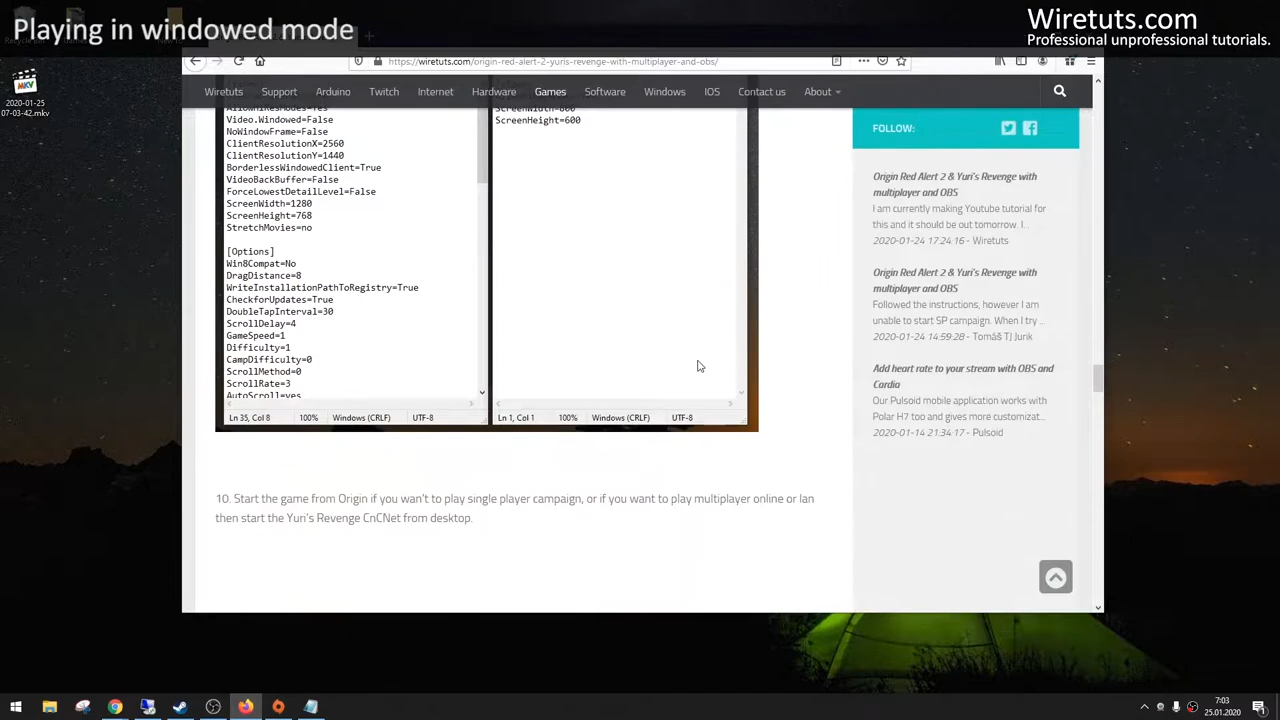 Playing in windowed mode
Wiretuts.com
Professional unprofessional tutorials.
https://wiretuts.com/origin-red-alert-2-yuris-revenge-with-multiplayer-and-obs/
Wiretuts Support Arduino Twitch Internet Hardware Games Software Windows IOS Contact us About
2020-01-25
07-03-42.mkv
MKV
AllowHiResModes=Yes
Video.Windowed=False
NoWindowFrame=False
ClientResolutionX=2560
ClientResolutionY=1440
BorderlessWindowedClient=True
VideoBackBuffer=False
ForceLowestDetailLevel=False
ScreenWidth=1280
ScreenHeight=768
StretchMovies=no
[Options]
Win8Compat=No
DragDistance=8
WriteInstallationPathToRegistry=True
CheckforUpdates=True
DoubleTapInterval=30
ScrollDelay=4
GameSpeed=1
Difficulty=1
CampDifficulty=0
ScrollMethod=0
ScrollRate=3
AutoScroll=yes
Ln 35, Col 8 100% Windows (CRLF) UTF-8
ScreenWidth=800
ScreenHeight=600
Ln 1, Col 1 100% Windows (CRLF) UTF-8
10. Start the game from Origin if you wan't to play single player campaign, or if you want to play multiplayer online or lan
then start the Yuri's Revenge CnCNet from desktop.
FOLLOW:
Origin Red Alert 2 & Yuri's Revenge with
multiplayer and OBS
I am currently making Youtube tutorial for
this and it should be out tomorrow. I...
2020-01-24 17:24:16 - Wiretuts
Origin Red Alert 2 & Yuri's Revenge with
multiplayer and OBS
Followed the instructions, however I am
unable to start SP campaign. When I try ...
2020-01-24 14:59:28 - Tomáš TJ Jurik
Add heart rate to your stream with OBS and
Cardia
Our Pulsoid mobile application works with
Polar H7 too and gives more customizat...
2020-01-14 21:34:17 - Pulsoid
7:03
25.01.2020